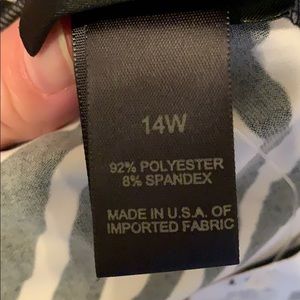 14W
92% POLYESTER
8% SPANDEX
MADE IN U.S.A. OF
IMPORTED FABRIC